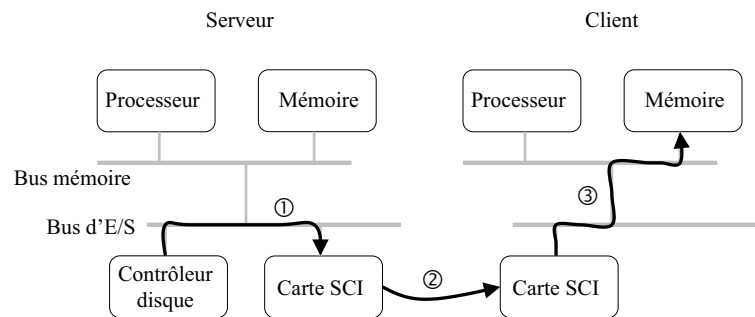 Serveur
Client
Processeur
Mémoire
Processeur
Mémoire
Bus mémoire
Bus d'E/S
①
②
③
Contrôleur
disque
Carte SCI
Carte SCI